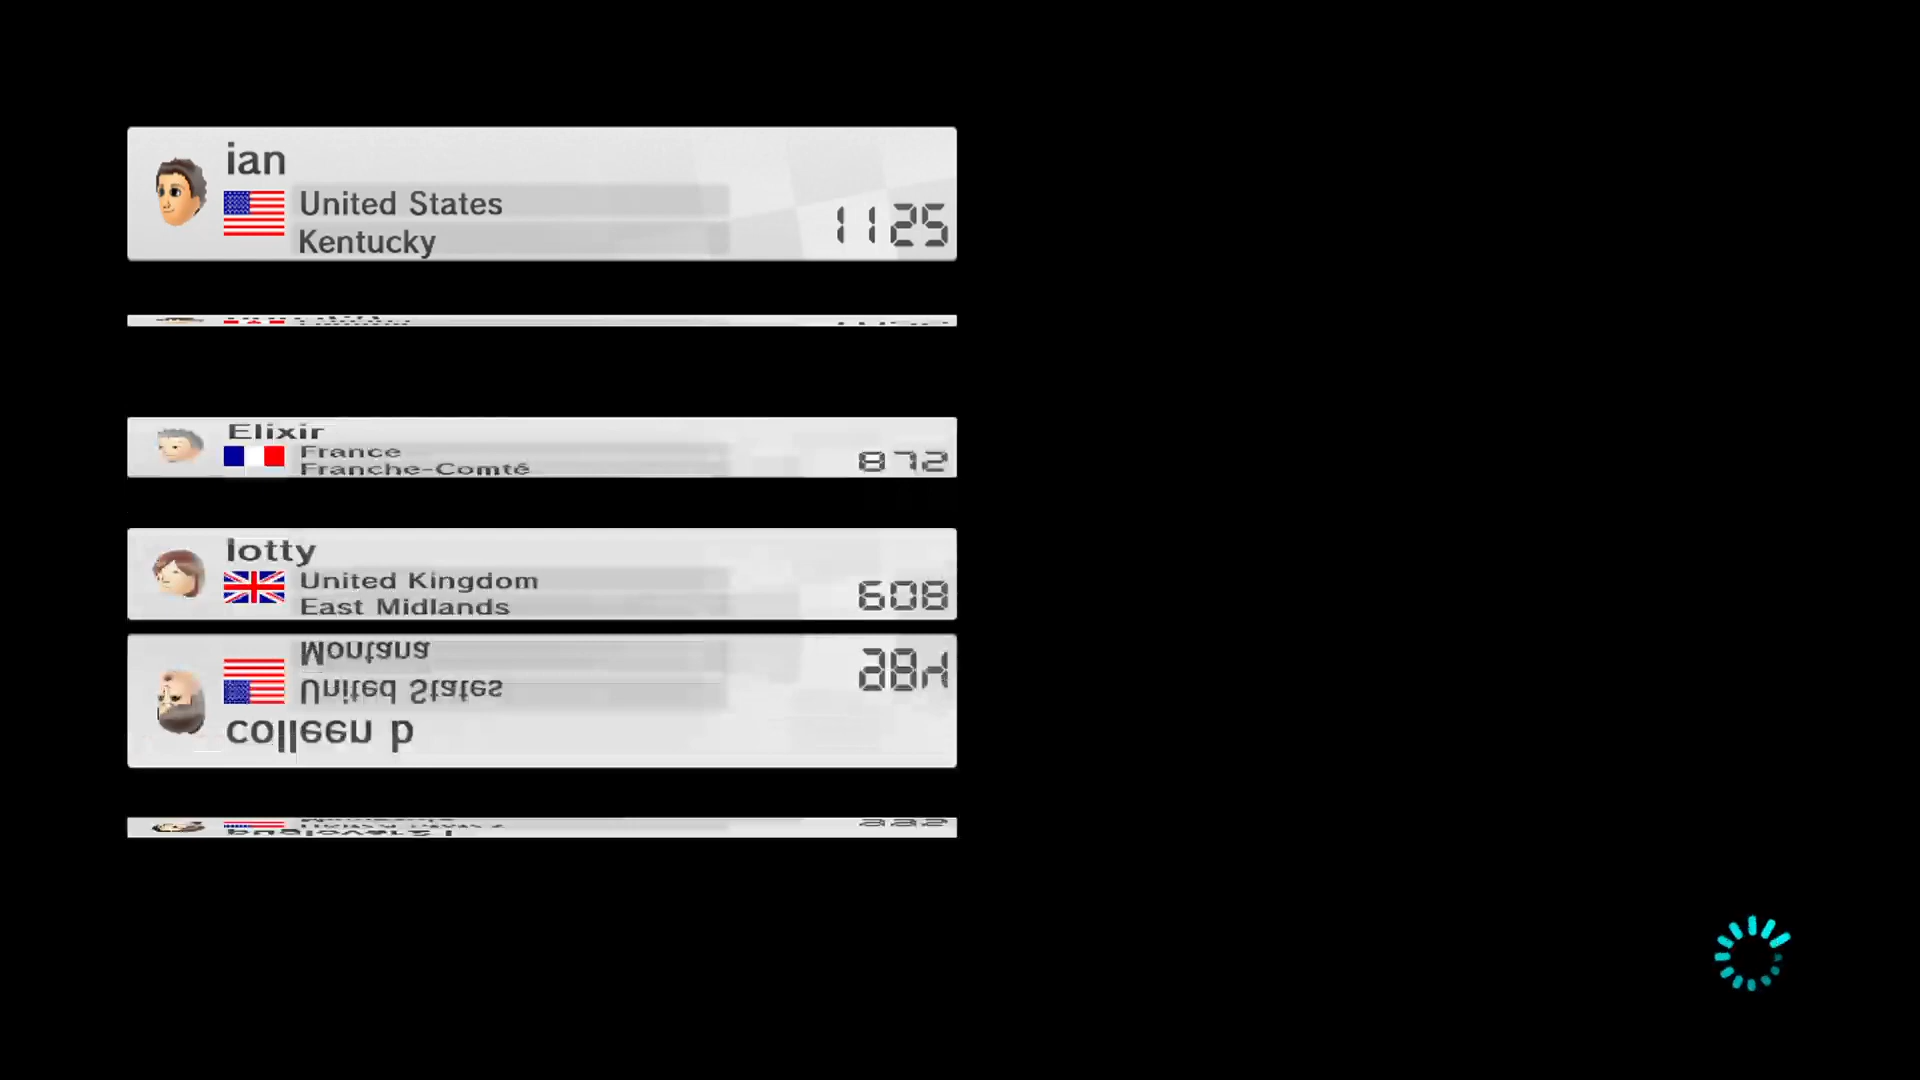 ian
United States
Kentucky
1125
Elixir
France
Franche-Comté
872
lotty
United Kingdom
East Midlands
608
Montana
384
United States
colleen b